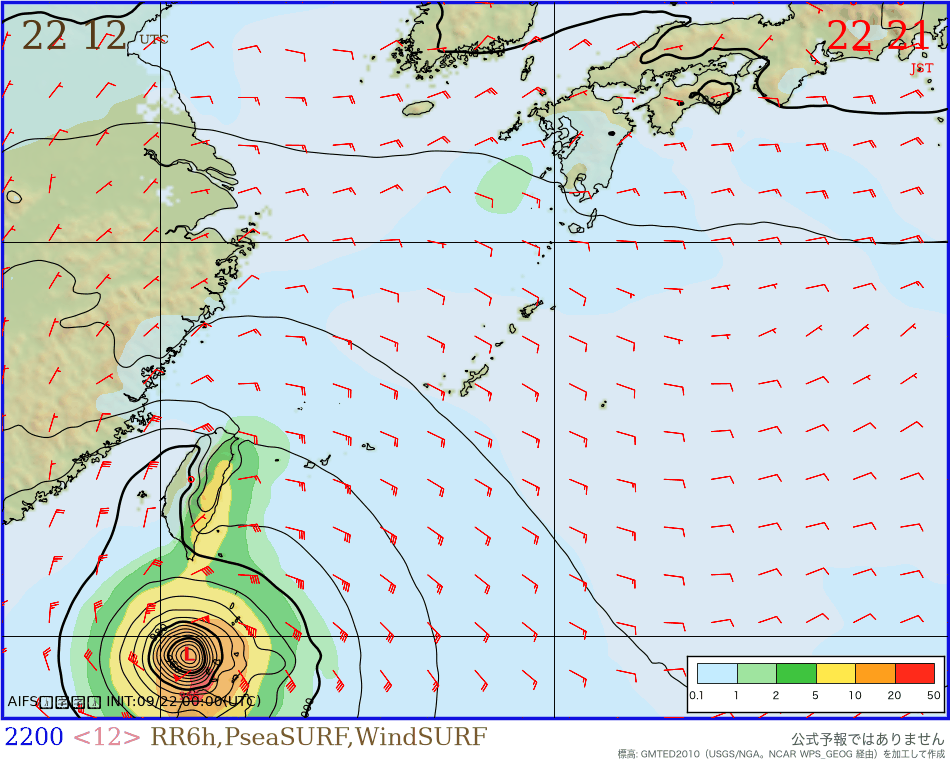 22 12 UTC
22 21
JST
L
0.1 1 2 5 10 20 50
AIFS INIT:09/22 00:00(UTC)
2200 <12> RR6h,PseaSURF,WindSURF
公式予報ではありません
標高: GMTED2010（USGS/NGA。NCAR WPS_GEOG 経由）を加工して作成